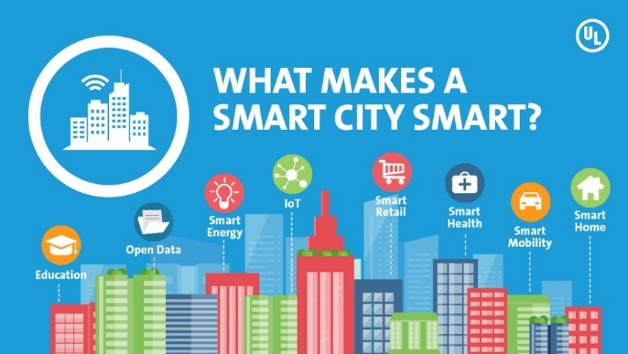 UL
WHAT MAKES A
SMART CITY SMART?
Education
Open Data
Smart
Energy
IoT
Smart
Retail
Smart
Health
Smart
Mobility
Smart
Home